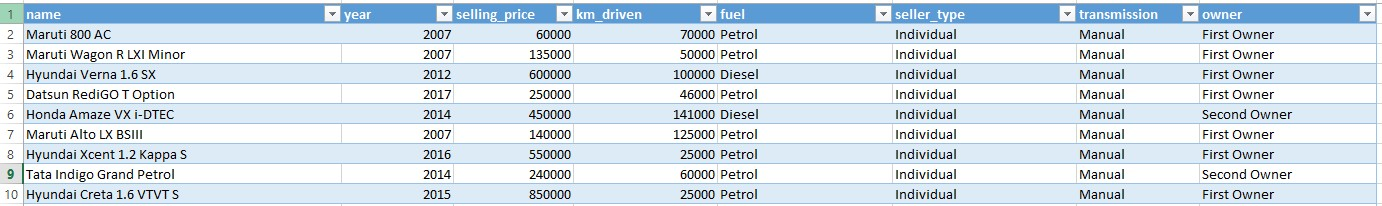 1 name year selling_price km_driven fuel seller_type transmission owner
2 Maruti 800 AC 2007 60000 70000 Petrol Individual Manual First Owner
3 Maruti Wagon R LXI Minor 2007 135000 50000 Petrol Individual Manual First Owner
4 Hyundai Verna 1.6 SX 2012 600000 100000 Diesel Individual Manual First Owner
5 Datsun RediGO T Option 2017 250000 46000 Petrol Individual Manual First Owner
6 Honda Amaze VX i-DTEC 2014 450000 141000 Diesel Individual Manual Second Owner
7 Maruti Alto LX BSIII 2007 140000 125000 Petrol Individual Manual First Owner
8 Hyundai Xcent 1.2 Kappa S 2016 550000 25000 Petrol Individual Manual First Owner
9 Tata Indigo Grand Petrol 2014 240000 60000 Petrol Individual Manual Second Owner
10 Hyundai Creta 1.6 VTVT S 2015 850000 25000 Petrol Individual Manual First Owner